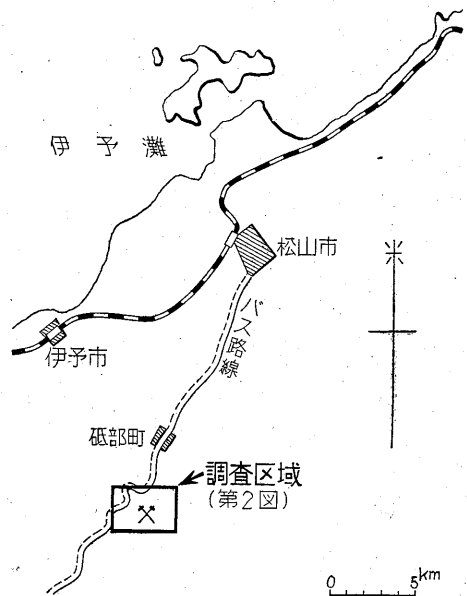 伊予灘
松山市
バス路線
伊予市
砥部町
調査区域
(第2図)
0 5km